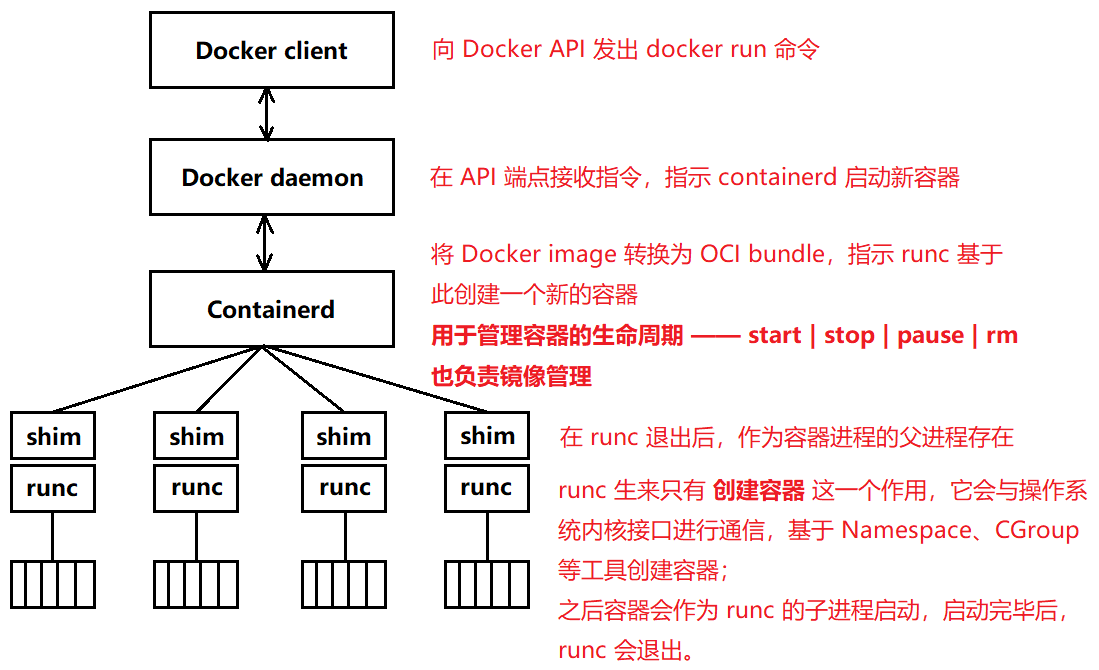 Docker client
向 Docker API 发出 docker run 命令
Docker daemon
在 API 端点接收指令，指示 containerd 启动新容器
将 Docker image 转换为 OCI bundle，指示 runc 基于
此创建一个新的容器
Containerd
用于管理容器的生命周期 —— start | stop | pause | rm
也负责镜像管理
shim
shim
shim
shim
在 runc 退出后，作为容器进程的父进程存在
runc
runc
runc
runc
runc 生来只有 创建容器 这一个作用，它会与操作系
统内核接口进行通信，基于 Namespace、CGroup
等工具创建容器；
之后容器会作为 runc 的子进程启动，启动完毕后，
runc 会退出。